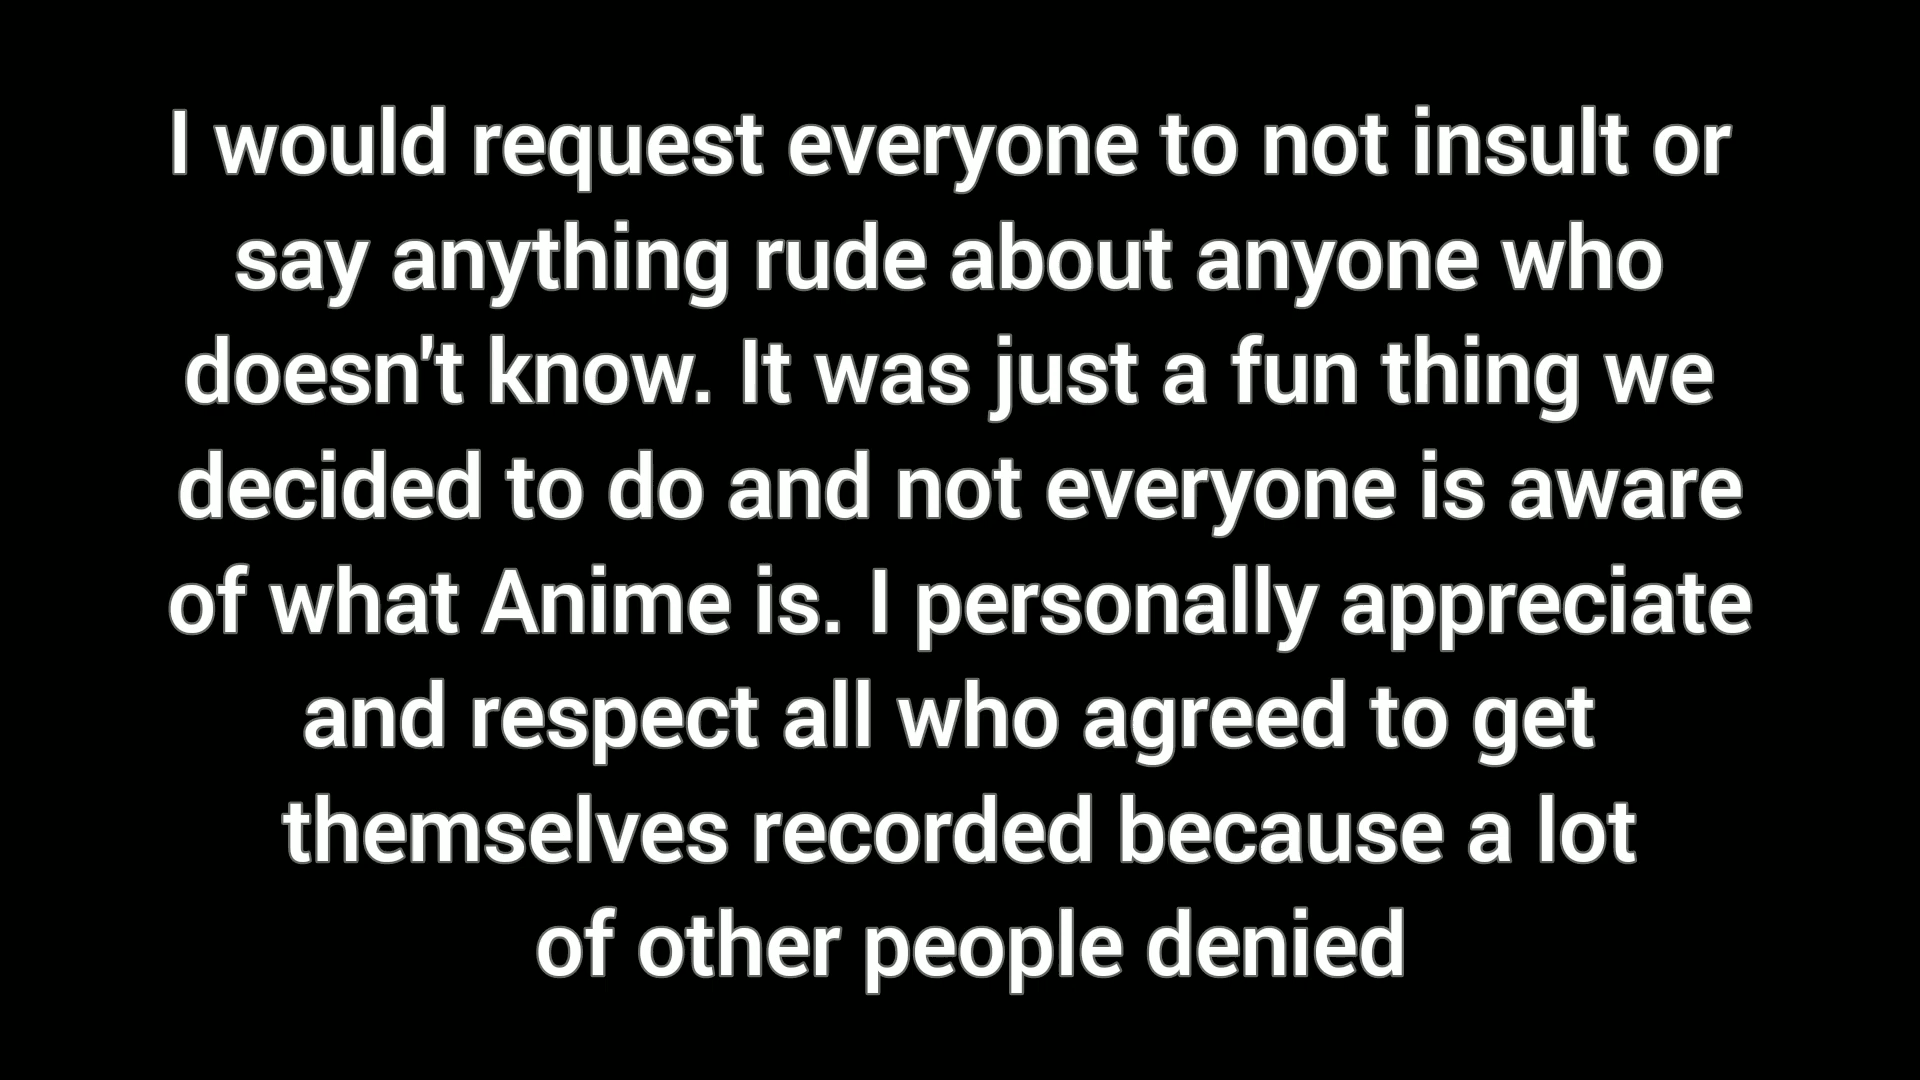 I would request everyone to not insult or
say anything rude about anyone who
doesn't know. It was just a fun thing we
decided to do and not everyone is aware
of what Anime is. I personally appreciate
and respect all who agreed to get
themselves recorded because a lot
of other people denied